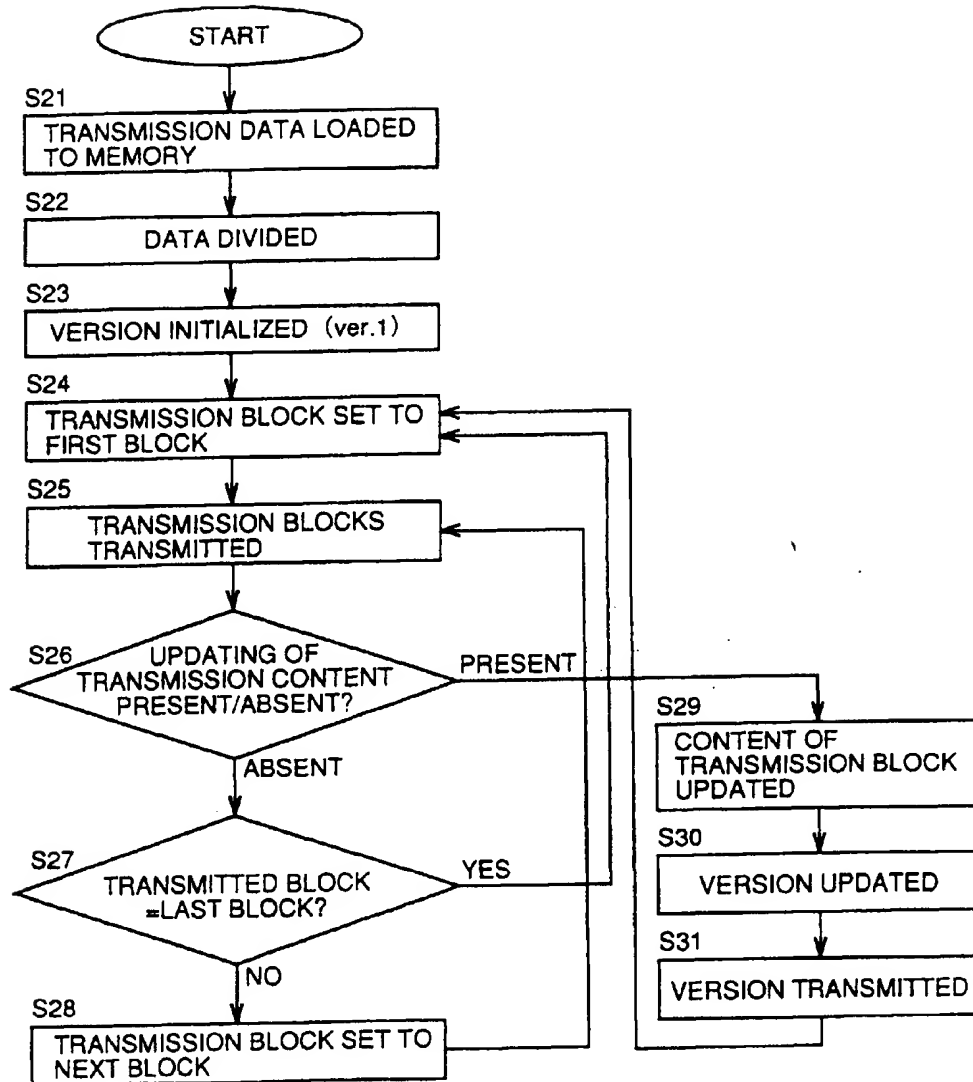 START
S21
TRANSMISSION DATA LOADED
TO MEMORY
S22
DATA DIVIDED
S23
VERSION INITIALIZED (ver.1)
S24
TRANSMISSION BLOCK SET TO
FIRST BLOCK
S25
TRANSMISSION BLOCKS
TRANSMITTED
S26
UPDATING OF
TRANSMISSION CONTENT
PRESENT/ABSENT?
PRESENT
ABSENT
S27
TRANSMITTED BLOCK
=LAST BLOCK?
YES
NO
S28
TRANSMISSION BLOCK SET TO
NEXT BLOCK
S29
CONTENT OF
TRANSMISSION BLOCK
UPDATED
S30
VERSION UPDATED
S31
VERSION TRANSMITTED